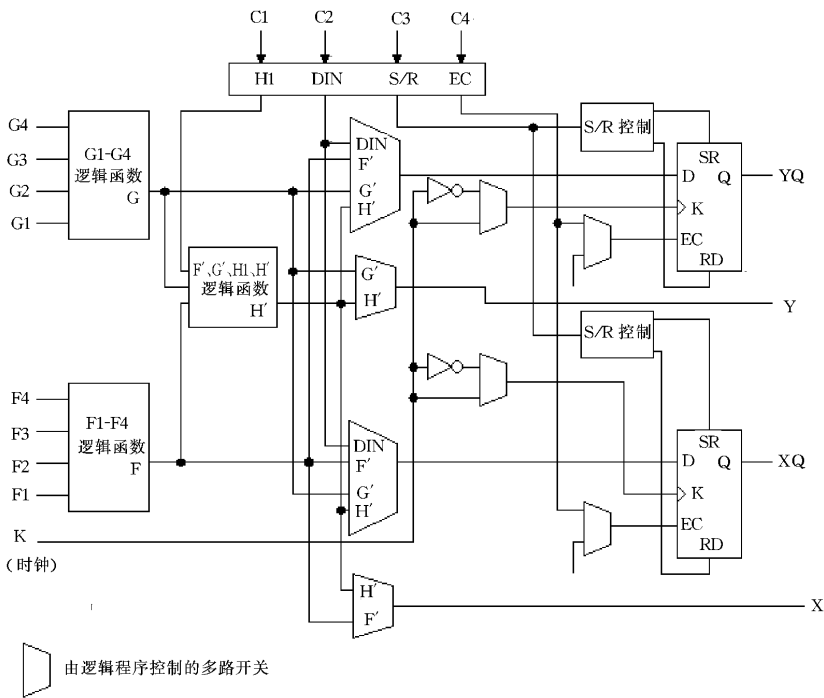 C1 C2 C3 C4
H1 DIN S/R EC
G4
G3
G2
G1
G1-G4
逻辑函数
G
DIN
F′
G′
H′
S/R 控制
SR
D Q
K
EC
RD
YQ
F′、G′、H1、H′
逻辑函数
H′
G′
H′
Y
S/R 控制
F4
F3
F2
F1
F1-F4
逻辑函数
F
DIN
F′
G′
H′
SR
D Q
K
EC
RD
XQ
K
(时钟)
H′
F′
X
由逻辑程序控制的多路开关